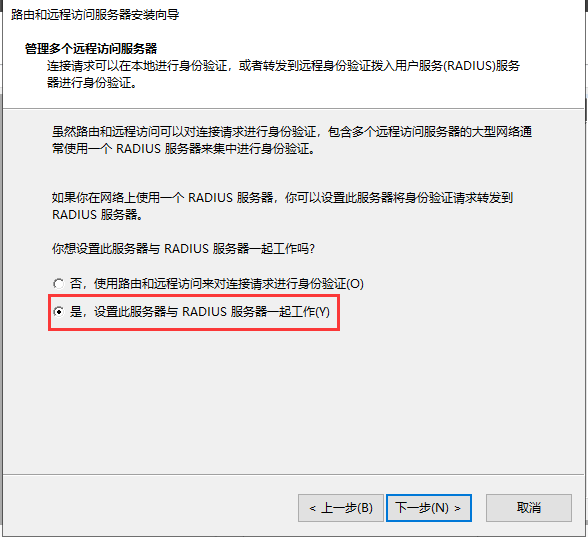 路由和远程访问服务器安装向导
管理多个远程访问服务器
连接请求可以在本地进行身份验证，或者转发到远程身份验证拨入用户服务(RADIUS)服务
器进行身份验证。
虽然路由和远程访问可以对连接请求进行身份验证，包含多个远程访问服务器的大型网络通
常使用一个 RADIUS 服务器来集中进行身份验证。
如果你在网络上使用一个 RADIUS 服务器，你可以设置此服务器将身份验证请求转发到
RADIUS 服务器。
你想设置此服务器与 RADIUS 服务器一起工作吗?
否，使用路由和远程访问来对连接请求进行身份验证(O)
是，设置此服务器与 RADIUS 服务器一起工作(Y)
< 上一步(B) 下一步(N) > 取消